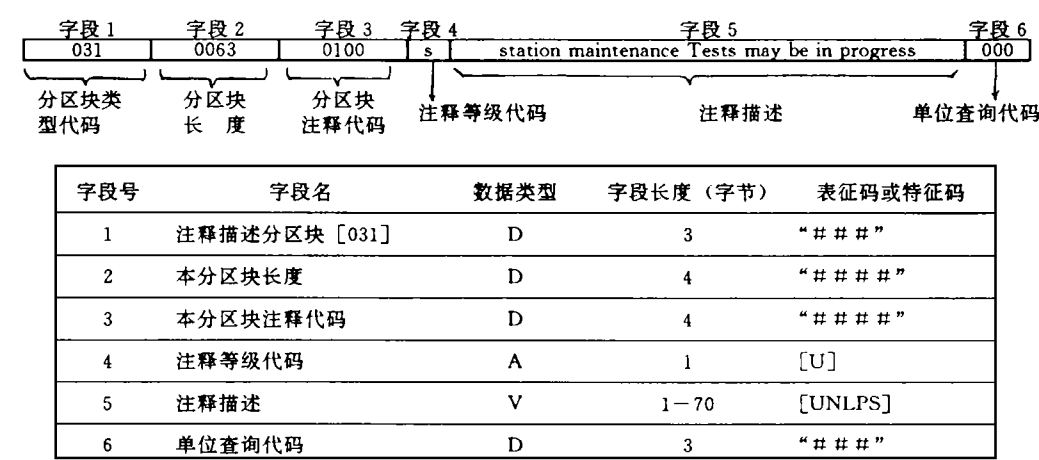 字段1 字段2 字段3 字段4 字段5 字段6
031 0063 0100 s station maintenance Tests may be in progress 000
分区块类 分区块 分区块 注释等级代码 注释描述 单位查询代码
型代码 长 度 注释代码
字段号 字段名 数据类型 字段长度（字节） 表征码或特征码
1 注释描述分区块［031］ D 3 “＃＃＃”
2 本分区块长度 D 4 “＃＃＃＃”
3 本分区块注释代码 D 4 “＃＃＃＃”
4 注释等级代码 A 1 ［U］
5 注释描述 V 1－70 ［UNLPS］
6 单位查询代码 D 3 “＃＃＃”